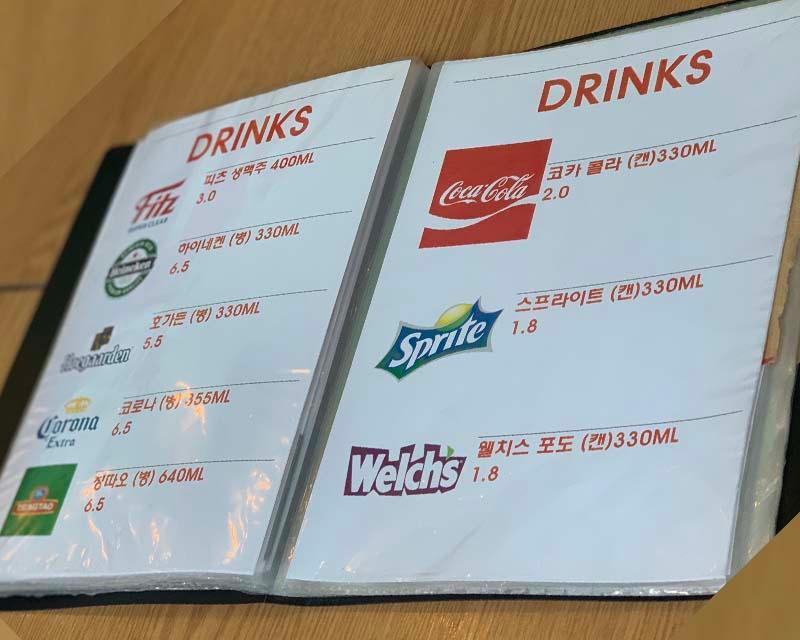 DRINKS
Fitz
SUPER CLEAR
피츠 생맥주 400ML
3.0
Heineken
하이네켄 (병) 330ML
6.5
Hoegaarden
호가든 (병) 330ML
5.5
Corona
Extra
코로나 (병) 355ML
6.5
TSINGTAO
칭따오 (병) 640ML
6.5
DRINKS
Coca-Cola
코카 콜라 (캔)330ML
2.0
Sprite
스프라이트 (캔)330ML
1.8
Welch's
웰치스 포도 (캔)330ML
1.8